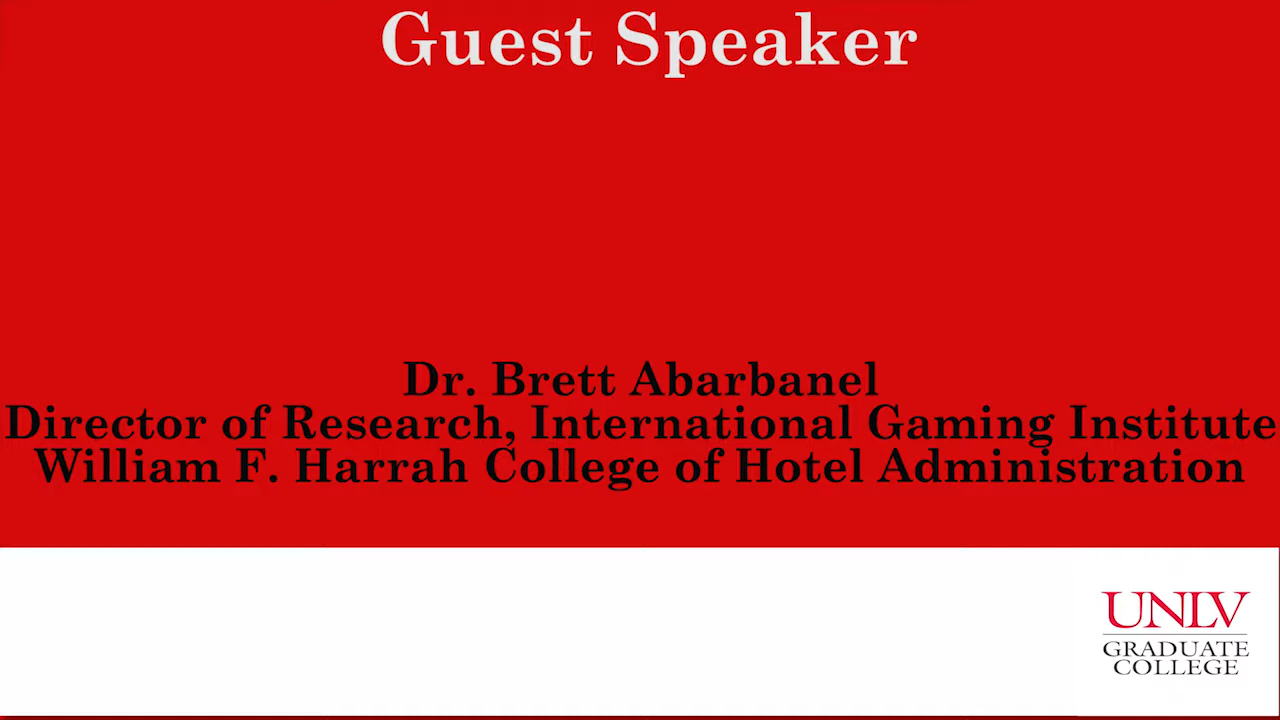 Guest Speaker
Dr. Brett Abarbanel
Director of Research, International Gaming Institute
William F. Harrah College of Hotel Administration
UNLV
GRADUATE
COLLEGE